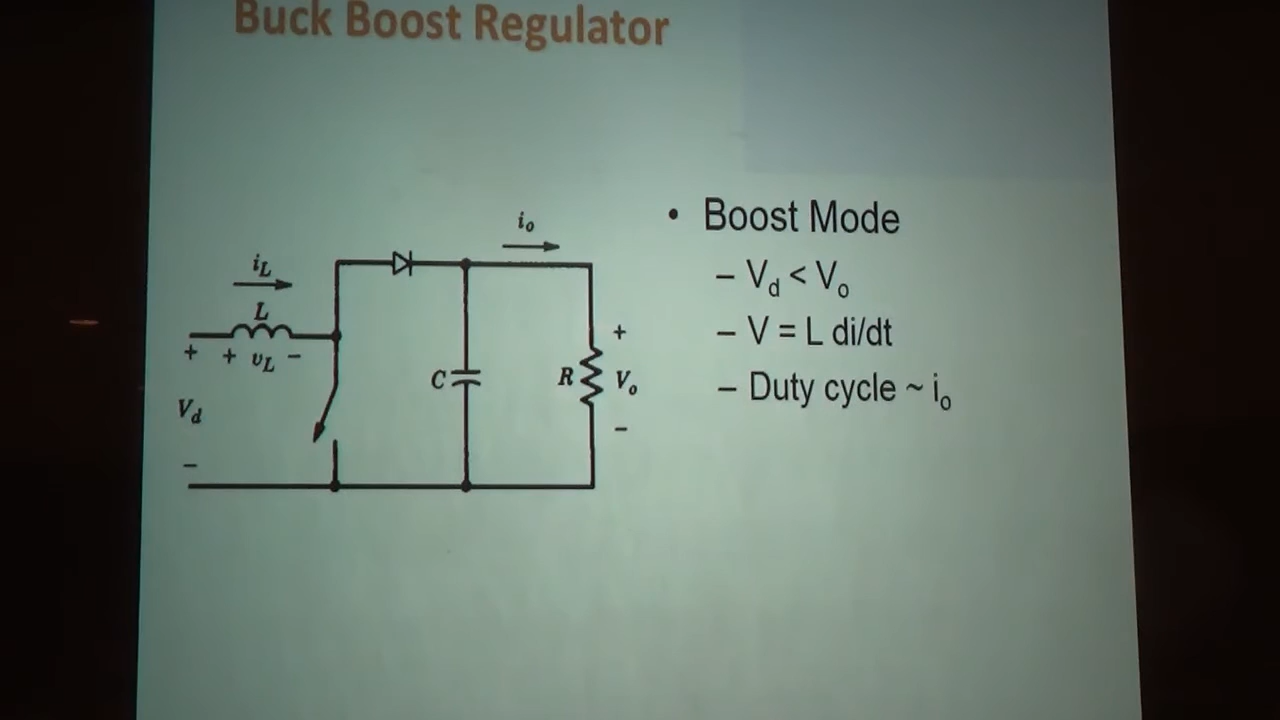 Buck Boost Regulator
i_o
• Boost Mode
i_L
– V_d < V_o
L
+ + v_L –
– V = L di/dt
+
C
R
V_o
– Duty cycle ~ i_o
V_d
–
–